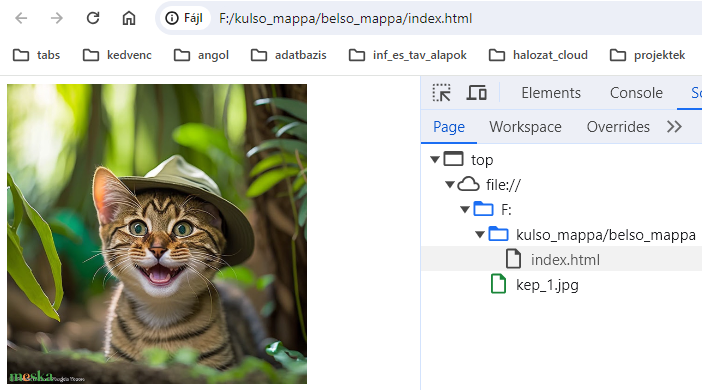 Fájl F:/kulso_mappa/belso_mappa/index.html
tabs kedvenc angol adatbazis inf_es_tav_alapok halozat_cloud projektek
Elements Console
Page Workspace Overrides
top
file://
F:
kulso_mappa/belso_mappa
index.html
kep_1.jpg
meska